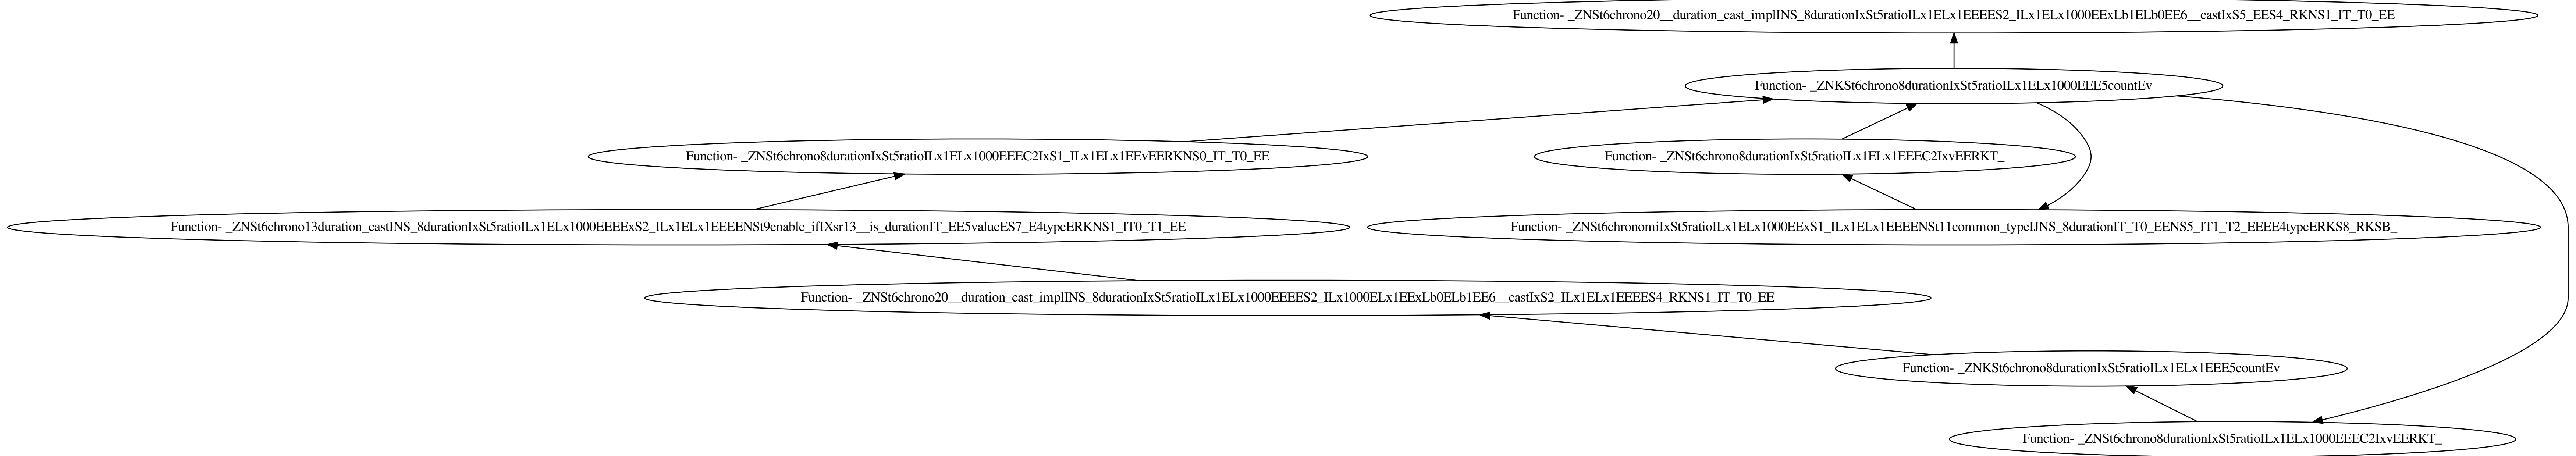 Function- _ZNSt6chrono20__duration_cast_implINS_8durationIxSt5ratioILx1ELx1EEEES2_ILx1ELx1000EExLb1ELb0EE6__castIxS5_EES4_RKNS1_IT_T0_EE
Function- _ZNKSt6chrono8durationIxSt5ratioILx1ELx1000EEE5countEv
Function- _ZNSt6chrono8durationIxSt5ratioILx1ELx1000EEEC2IxS1_ILx1ELx1EEvEERKNS0_IT_T0_EE
Function- _ZNSt6chrono8durationIxSt5ratioILx1ELx1EEEC2IxvEERKT_
Function- _ZNSt6chrono13duration_castINS_8durationIxSt5ratioILx1ELx1000EEEExS2_ILx1ELx1EEEENSt9enable_ifIXsr13__is_durationIT_EE5valueES7_E4typeERKNS1_IT0_T1_EE
Function- _ZNSt6chronomiIxSt5ratioILx1ELx1000EExS1_ILx1ELx1EEEENSt11common_typeIJNS_8durationIT_T0_EENS5_IT1_T2_EEEE4typeERKS8_RKSB_
Function- _ZNSt6chrono20__duration_cast_implINS_8durationIxSt5ratioILx1ELx1000EEEES2_ILx1000ELx1EExLb0ELb1EE6__castIxS2_ILx1ELx1EEEES4_RKNS1_IT_T0_EE
Function- _ZNKSt6chrono8durationIxSt5ratioILx1ELx1EEE5countEv
Function- _ZNSt6chrono8durationIxSt5ratioILx1ELx1000EEEC2IxvEERKT_